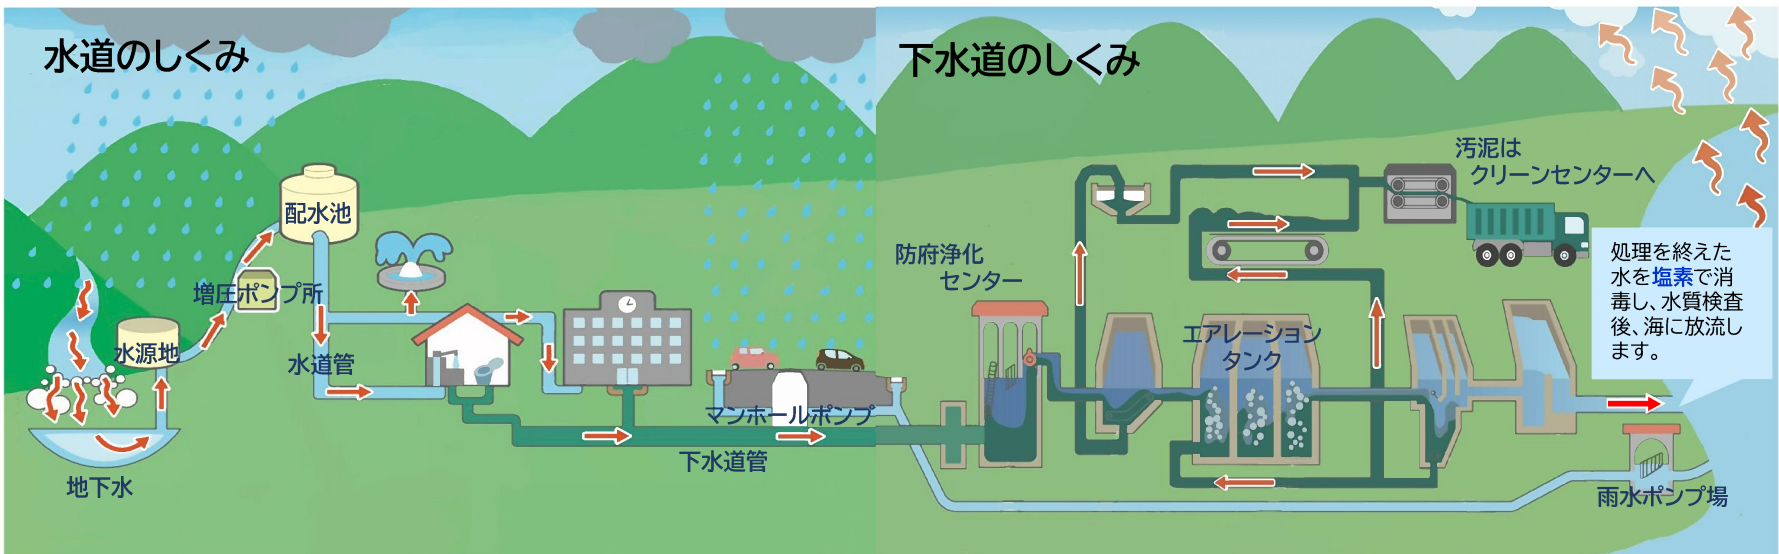 水道のしくみ
配水池
増圧ポンプ所
水源地
水道管
地下水
マンホールポンプ
下水道管
下水道のしくみ
汚泥は
クリーンセンターへ
防府浄化
センター
エアレーション
タンク
処理を終えた
水を塩素で消
毒し、水質検査
後、海に放流し
ます。
雨水ポンプ場